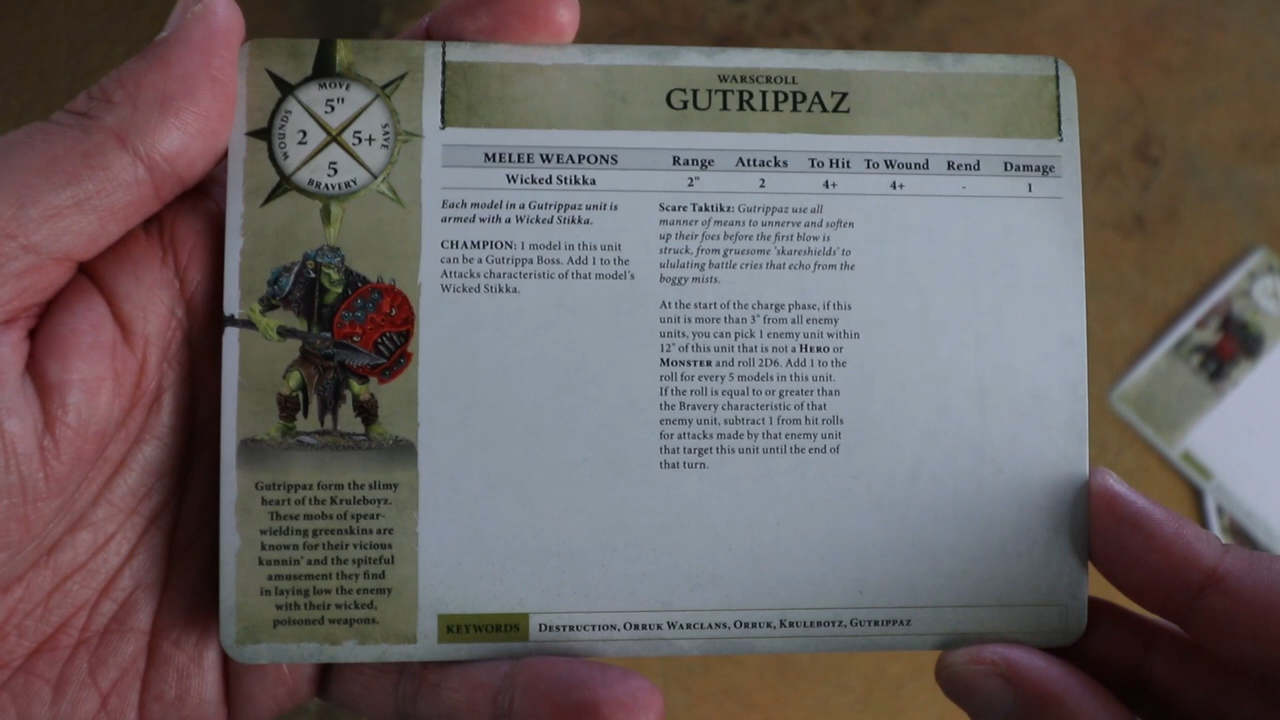 MOVE
5"
WOUNDS
2
5+
SAVE
5
BRAVERY
WARSCROLL
GUTRIPPAZ
MELEE WEAPONS Range Attacks To Hit To Wound Rend Damage
Wicked Stikka 2" 2 4+ 4+ - 1
Each model in a Gutrippaz unit is
armed with a Wicked Stikka.
CHAMPION: 1 model in this unit
can be a Gutrippa Boss. Add 1 to the
Attacks characteristic of that model's
Wicked Stikka.
Scare Taktikz: Gutrippaz use all
manner of means to unnerve and soften
up their foes before the first blow is
struck, from gruesome 'skareshields' to
ululating battle cries that echo from the
boggy mists.
At the start of the charge phase, if this
unit is more than 3" from all enemy
units, you can pick 1 enemy unit within
12" of this unit that is not a HERO or
MONSTER and roll 2D6. Add 1 to the
roll for every 5 models in this unit.
If the roll is equal to or greater than
the Bravery characteristic of that
enemy unit, subtract 1 from hit rolls
for attacks made by that enemy unit
that target this unit until the end of
that turn.
Gutrippaz form the slimy
heart of the Kruleboyz.
These mobs of spear-
wielding greenskins are
known for their vicious
kunnin' and the spiteful
amusement they find
in laying low the enemy
with their wicked,
poisoned weapons.
KEYWORDS DESTRUCTION, ORRUK WARCLANS, ORRUK, KRULEBOYZ, GUTRIPPAZ